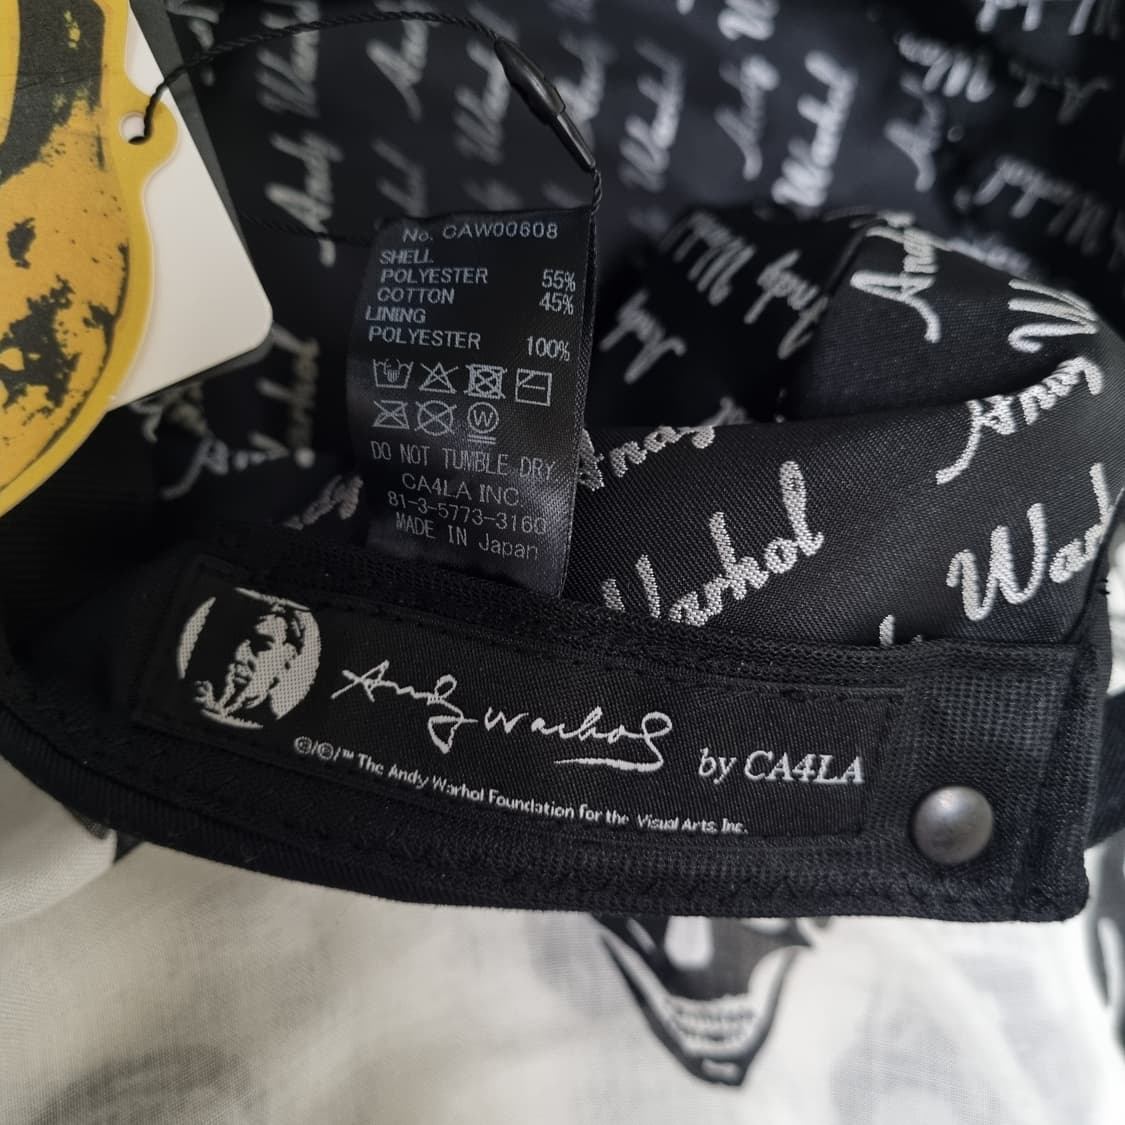 No. CAW00608
SHELL
POLYESTER 55%
COTTON 45%
LINING
POLYESTER 100%
W
DO NOT TUMBLE DRY
CA4LA INC.
81-3-5773-3160
MADE IN Japan
Andy Warhol by CA4LA
©/®/™ The Andy Warhol Foundation for the Visual Arts, Inc.
Andy
Warhol
Andy
Warhol